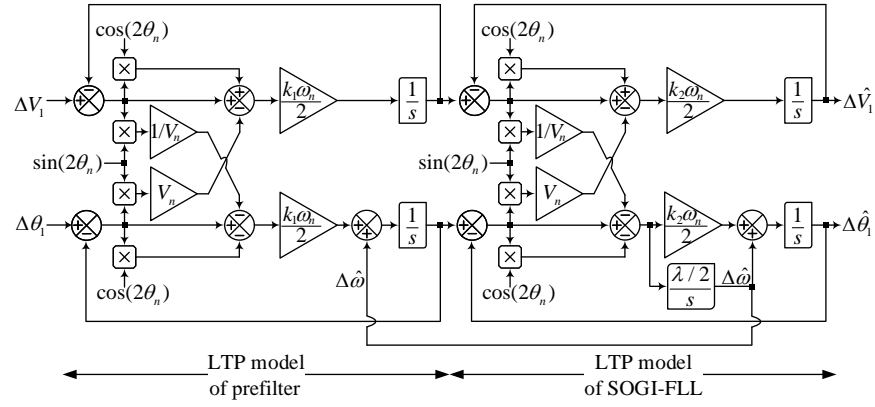 cos(2θₙ) cos(2θₙ)
× ×
ΔV₁ k₁ωₙ/2 1/s k₂ωₙ/2 1/s ΔV̂₁
× 1/Vₙ × 1/Vₙ
sin(2θₙ) sin(2θₙ)
× Vₙ × Vₙ
Δθ₁ k₁ωₙ/2 1/s k₂ωₙ/2 1/s Δθ̂₁
× ×
cos(2θₙ) Δω̂ cos(2θₙ) λ/2/s Δω̂
LTP model
of prefilter
LTP model
of SOGI-FLL